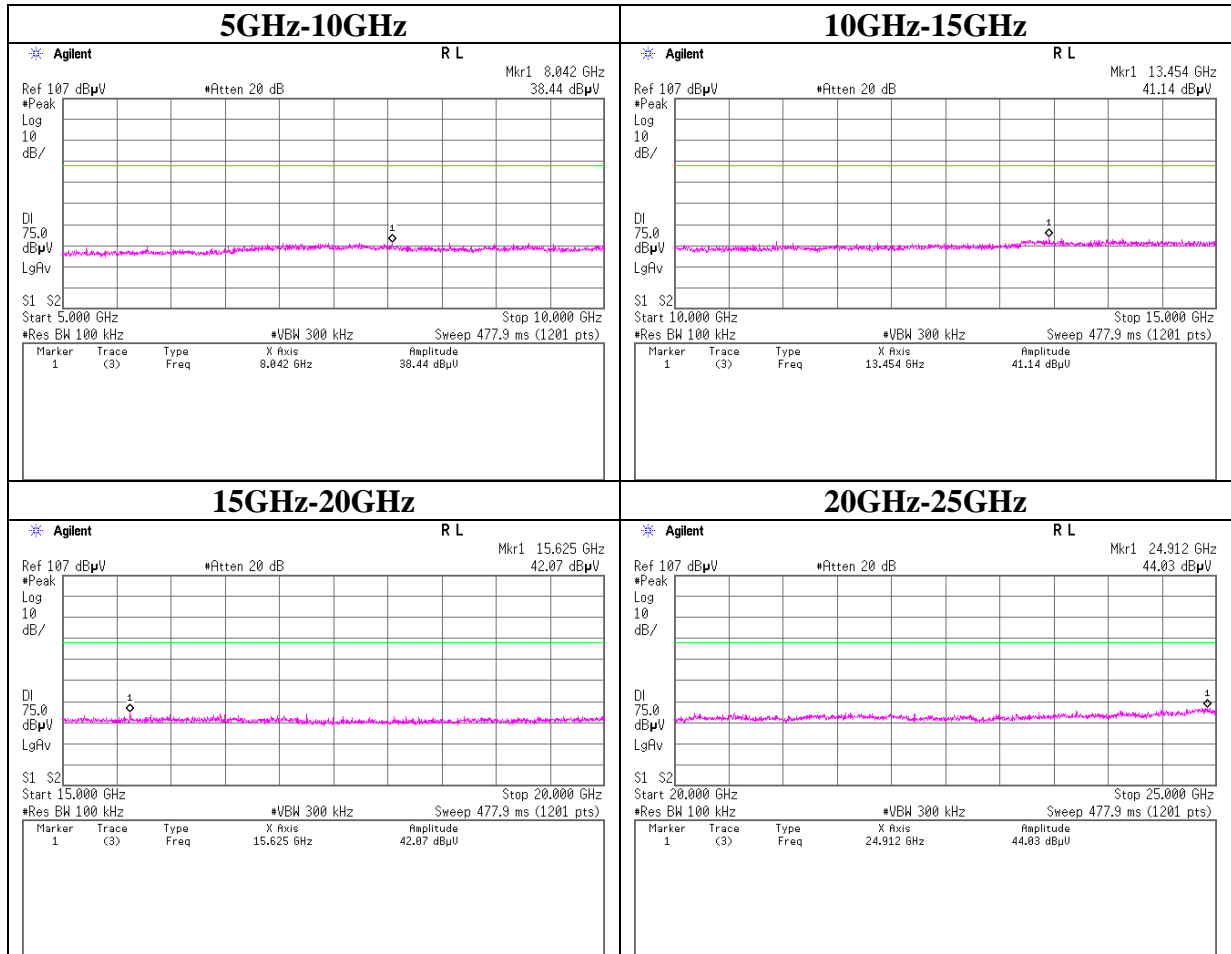 5GHz-10GHz
Agilent R L
Mkr1 8.042 GHz
Ref 107 dBµV #Atten 20 dB 38.44 dBµV
#Peak
Log
10
dB/
1
DI
75.0
dBµV
LgAv
S1 S2
Start 5.000 GHz Stop 10.000 GHz
#Res BW 100 kHz #VBW 300 kHz Sweep 477.9 ms (1201 pts)
Marker Trace Type X Axis Amplitude
1 (3) Freq 8.042 GHz 38.44 dBµV
10GHz-15GHz
Agilent R L
Mkr1 13.454 GHz
Ref 107 dBµV #Atten 20 dB 41.14 dBµV
#Peak
Log
10
dB/
1
DI
75.0
dBµV
LgAv
S1 S2
Start 10.000 GHz Stop 15.000 GHz
#Res BW 100 kHz #VBW 300 kHz Sweep 477.9 ms (1201 pts)
Marker Trace Type X Axis Amplitude
1 (3) Freq 13.454 GHz 41.14 dBµV
15GHz-20GHz
Agilent R L
Mkr1 15.625 GHz
Ref 107 dBµV #Atten 20 dB 42.07 dBµV
#Peak
Log
10
dB/
1
DI
75.0
dBµV
LgAv
S1 S2
Start 15.000 GHz Stop 20.000 GHz
#Res BW 100 kHz #VBW 300 kHz Sweep 477.9 ms (1201 pts)
Marker Trace Type X Axis Amplitude
1 (3) Freq 15.625 GHz 42.07 dBµV
20GHz-25GHz
Agilent R L
Mkr1 24.912 GHz
Ref 107 dBµV #Atten 20 dB 44.03 dBµV
#Peak
Log
10
dB/
1
DI
75.0
dBµV
LgAv
S1 S2
Start 20.000 GHz Stop 25.000 GHz
#Res BW 100 kHz #VBW 300 kHz Sweep 477.9 ms (1201 pts)
Marker Trace Type X Axis Amplitude
1 (3) Freq 24.912 GHz 44.03 dBµV